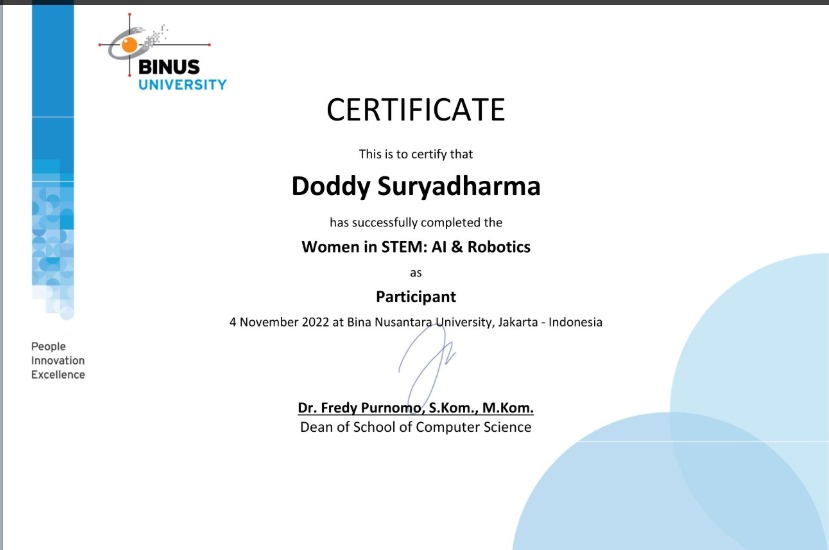 BINUS
UNIVERSITY
CERTIFICATE
This is to certify that
Doddy Suryadharma
has successfully completed the
Women in STEM: AI & Robotics
as
Participant
4 November 2022 at Bina Nusantara University, Jakarta - Indonesia
People
Innovation
Excellence
Dr. Fredy Purnomo, S.Kom., M.Kom.
Dean of School of Computer Science